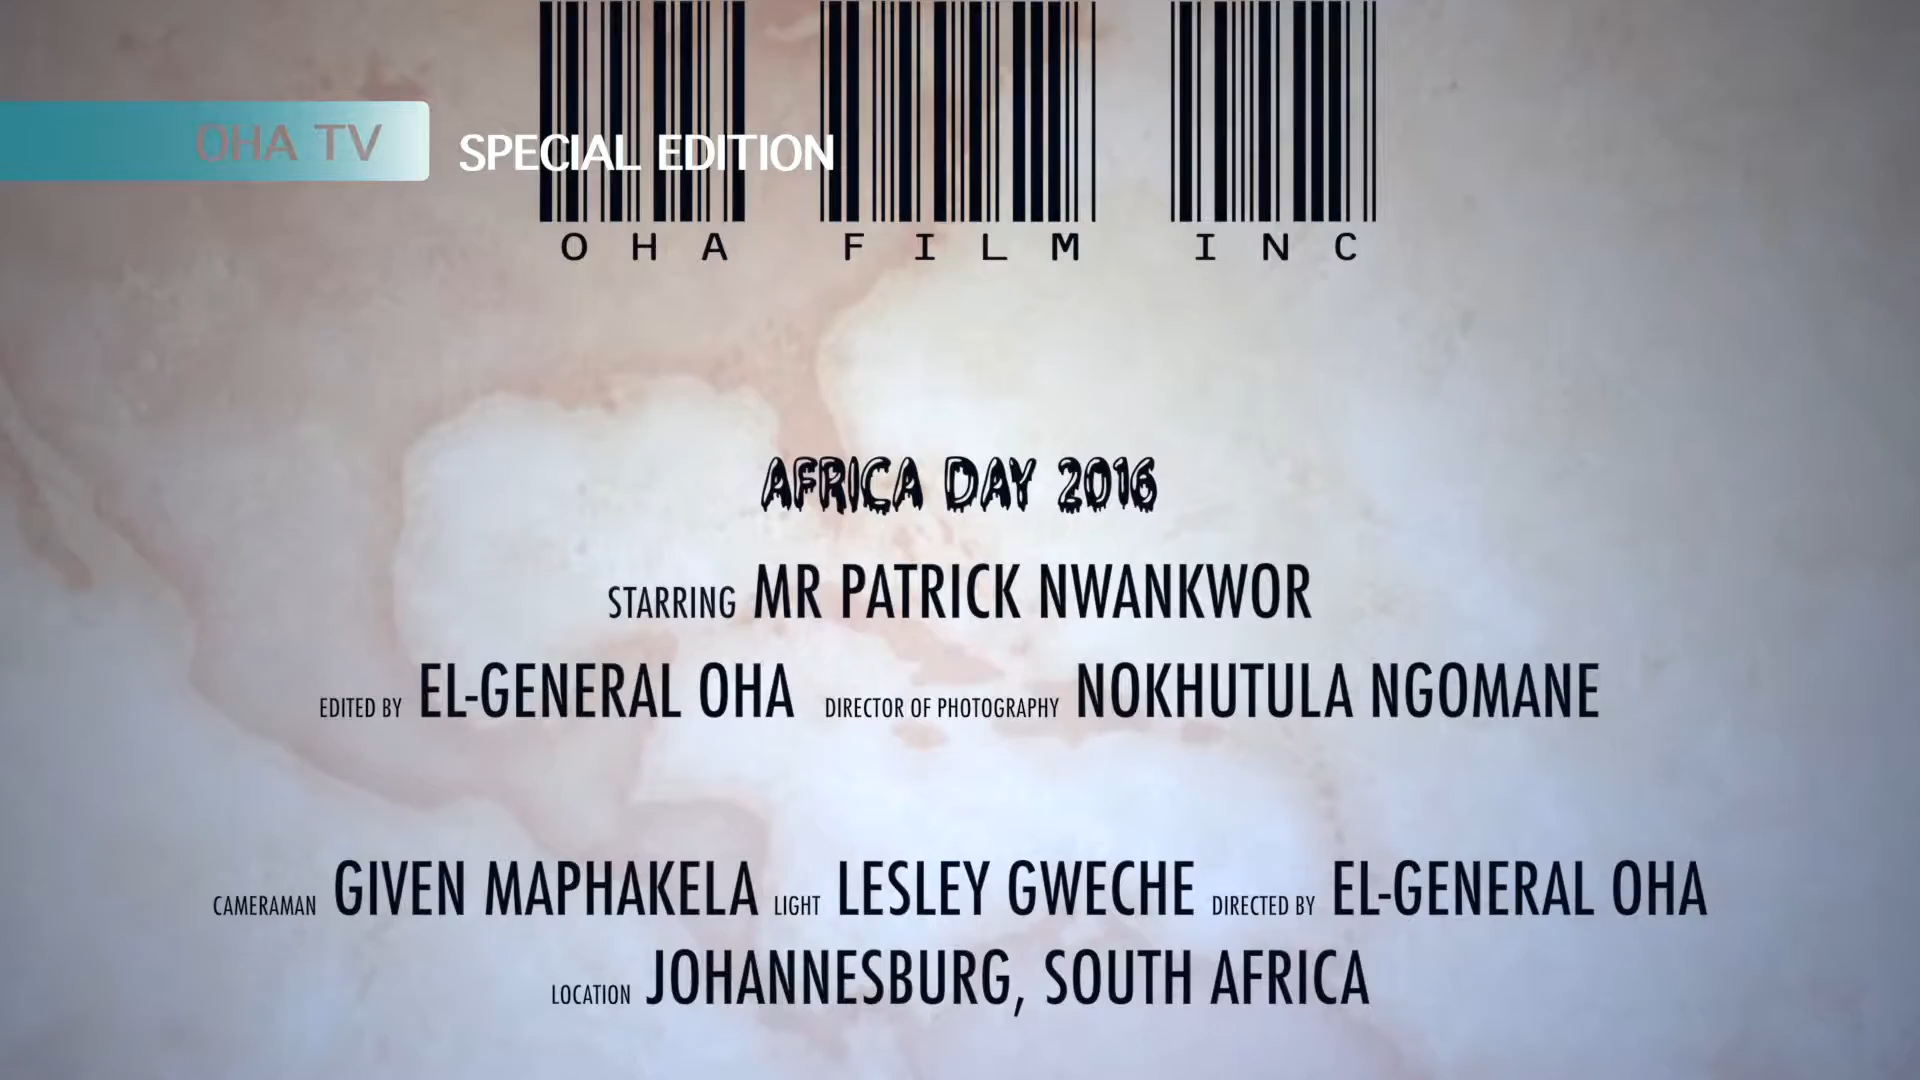 OHA TV SPECIAL EDITION
OHA FILM INC
AFRICA DAY 2016
STARRING MR PATRICK NWANKWOR
EDITED BY EL-GENERAL OHA DIRECTOR OF PHOTOGRAPHY NOKHUTULA NGOMANE
CAMERAMAN GIVEN MAPHAKELA LIGHT LESLEY GWECHE DIRECTED BY EL-GENERAL OHA
LOCATION JOHANNESBURG, SOUTH AFRICA